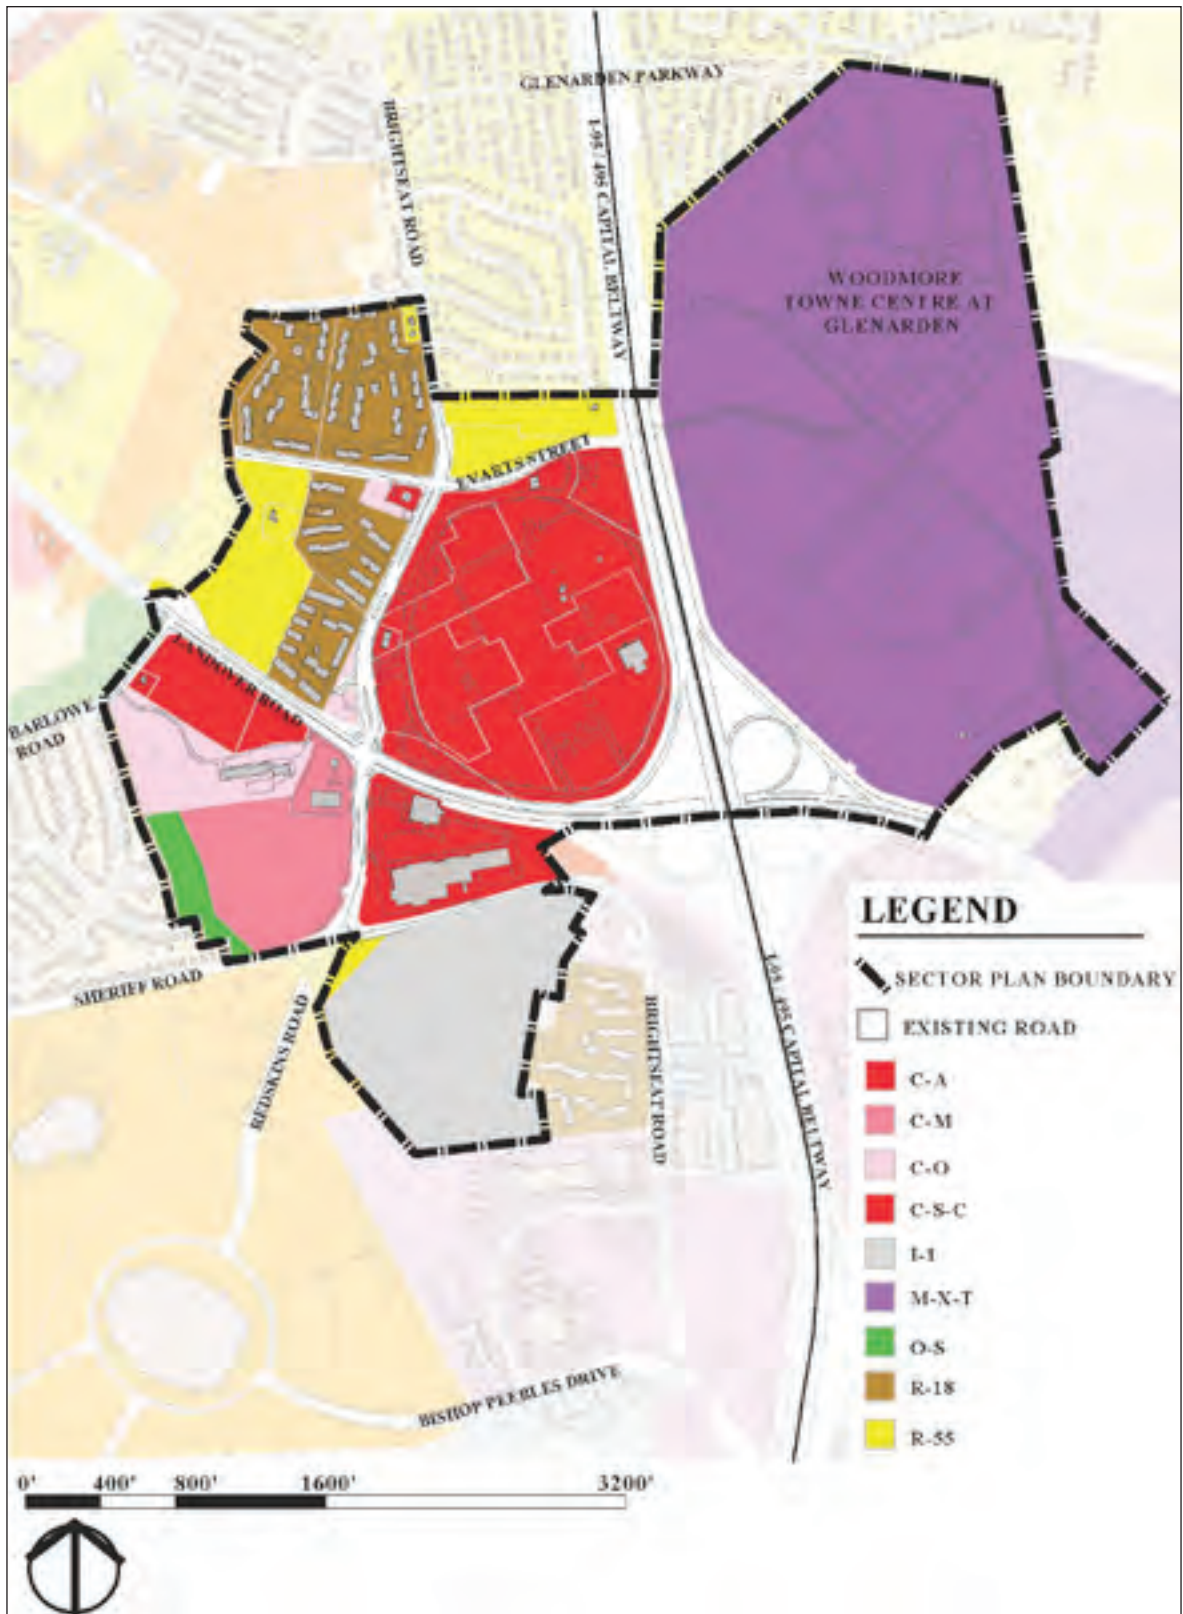 GLENARDEN PARKWAY
BRIGHTSEAT ROAD
I-95 / 495 CAPITAL BELTWAY
WOODMORE
TOWNE CENTRE AT
GLENARDEN
EVARTS STREET
LANDOVER ROAD
BARLOWE
ROAD
SHERIFF ROAD
REDSKINS ROAD
BRIGHTSEAT ROAD
I-95 / 495 CAPITAL BELTWAY
BISHOP PEEBLES DRIVE
LEGEND
SECTOR PLAN BOUNDARY
EXISTING ROAD
C-A
C-M
C-O
C-S-C
I-1
M-X-T
O-S
R-18
R-55
0' 400' 800' 1600' 3200'